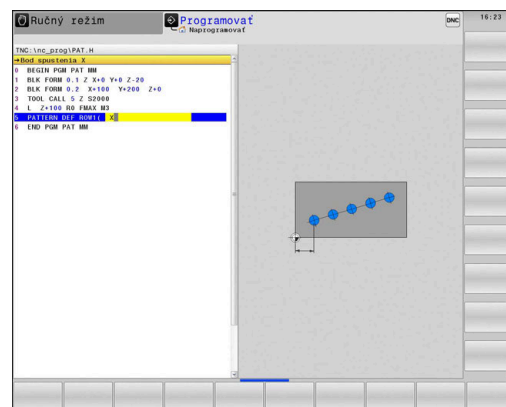 Ručný režim
Programovať
Naprogramovať
DNC
16:23
TNC:\nc_prog\PAT.H
→Bod spustenia X
0 BEGIN PGM PAT MM
1 BLK FORM 0.1 Z X+0 Y+0 Z-20
2 BLK FORM 0.2 X+100 Y+200 Z+0
3 TOOL CALL 5 Z S2000
4 L Z+100 R0 FMAX M3
5 PATTERN DEF ROW1( X
6 END PGM PAT MM